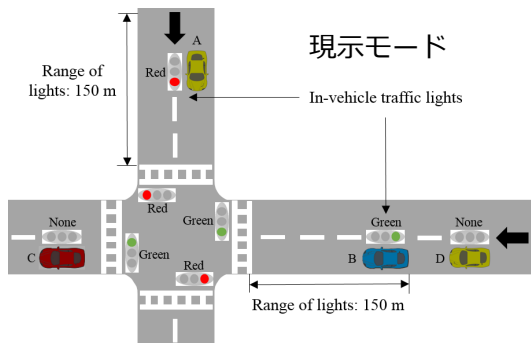 A
現示モード
Red
Range of
lights: 150 m
In-vehicle traffic lights
Red
Green
None
Green
None
Green
C
B
D
Red
Range of lights: 150 m